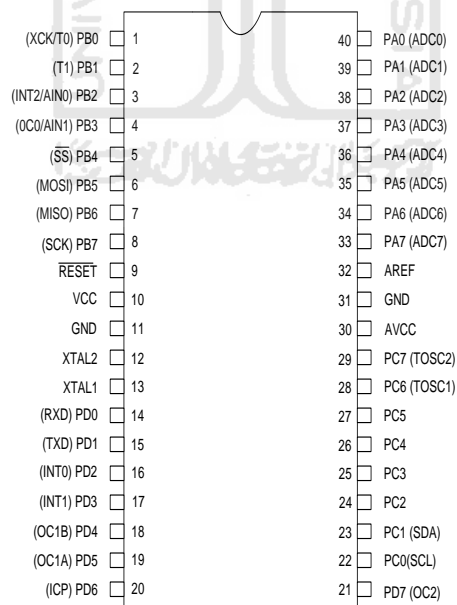 (XCK/T0) PB0 1 40 PA0 (ADC0)
(T1) PB1 2 39 PA1 (ADC1)
(INT2/AIN0) PB2 3 38 PA2 (ADC2)
(0C0/AIN1) PB3 4 37 PA3 (ADC3)
(SS) PB4 5 36 PA4 (ADC4)
(MOSI) PB5 6 35 PA5 (ADC5)
(MISO) PB6 7 34 PA6 (ADC6)
(SCK) PB7 8 33 PA7 (ADC7)
RESET 9 32 AREF
VCC 10 31 GND
GND 11 30 AVCC
XTAL2 12 29 PC7 (TOSC2)
XTAL1 13 28 PC6 (TOSC1)
(RXD) PD0 14 27 PC5
(TXD) PD1 15 26 PC4
(INT0) PD2 16 25 PC3
(INT1) PD3 17 24 PC2
(OC1B) PD4 18 23 PC1 (SDA)
(OC1A) PD5 19 22 PC0(SCL)
(ICP) PD6 20 21 PD7 (OC2)